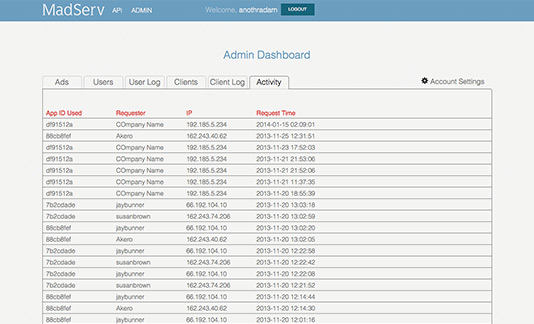 MadServ API ADMIN Welcome, anothradam LOGOUT
Admin Dashboard
Ads Users User Log Clients Client Log Activity Account Settings
App ID Used Requester IP Request Time
df91512a COmpany Name 192.185.5.234 2014-01-15 02:09:01
88cb8fef Akero 162.243.40.62 2013-11-25 12:31:51
df91512a COmpany Name 192.185.5.234 2013-11-23 17:52:03
df91512a COmpany Name 192.185.5.234 2013-11-21 21:53:06
df91512a COmpany Name 192.185.5.234 2013-11-21 21:52:06
df91512a COmpany Name 192.185.5.234 2013-11-21 11:37:35
df91512a COmpany Name 192.185.5.234 2013-11-20 18:55:39
7b2cdade jaybunner 66.192.104.10 2013-11-20 13:03:18
7b2cdade susanbrown 162.243.74.206 2013-11-20 13:02:59
88cb8fef jaybunner 66.192.104.10 2013-11-20 13:02:20
88cb8fef Akero 162.243.40.62 2013-11-20 13:02:05
7b2cdade jaybunner 66.192.104.10 2013-11-20 12:22:58
7b2cdade susanbrown 162.243.74.206 2013-11-20 12:22:42
7b2cdade jaybunner 66.192.104.10 2013-11-20 12:22:08
7b2cdade susanbrown 162.243.74.206 2013-11-20 12:21:52
88cb8fef jaybunner 66.192.104.10 2013-11-20 12:14:44
88cb8fef Akero 162.243.40.62 2013-11-20 12:14:30
88cb8fef jaybunner 66.192.104.10 2013-11-20 12:01:16